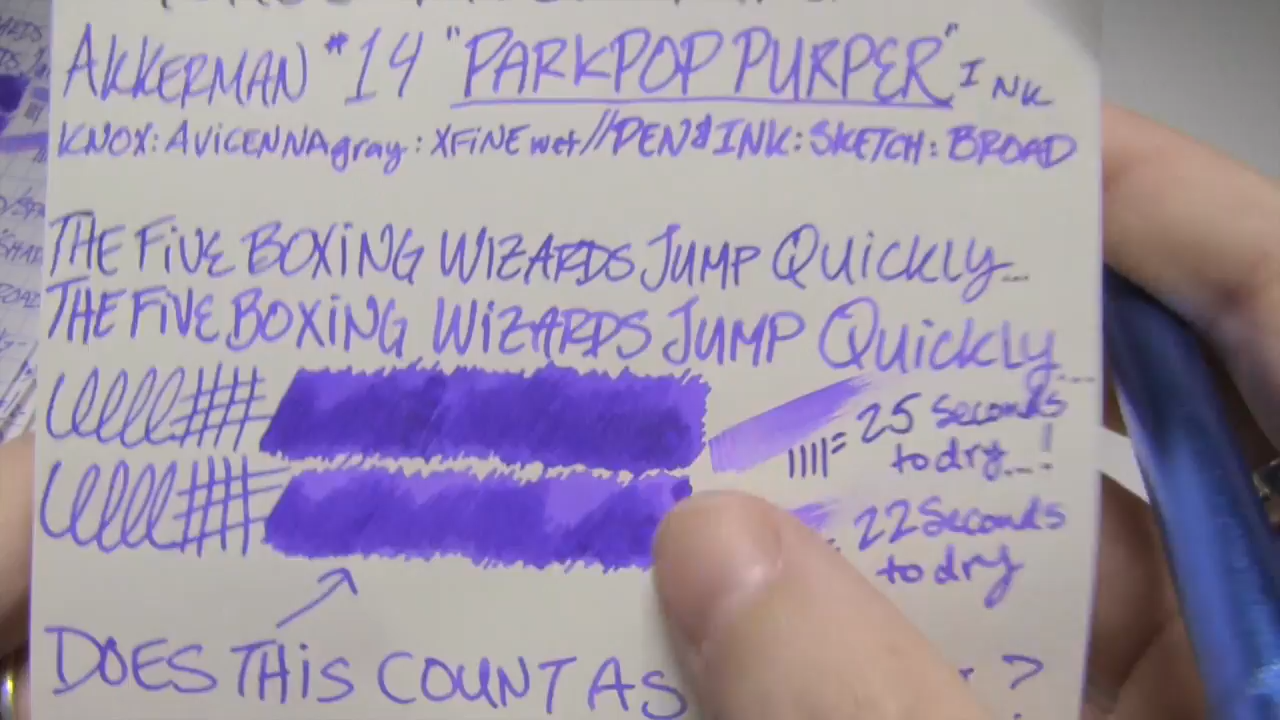 AKKERMAN #14 "PARKPOP PURPER" INK
KNOX: AVICENNA gray: XFINE wet // PEN & INK: SKETCH: BROAD
THE FIVE BOXING WIZARDS JUMP QUICKLY...
THE FIVE BOXING WIZARDS JUMP QUICKLY...
= 25 Seconds
to dry...!
22 Seconds
to dry
DOES THIS COUNT AS ?